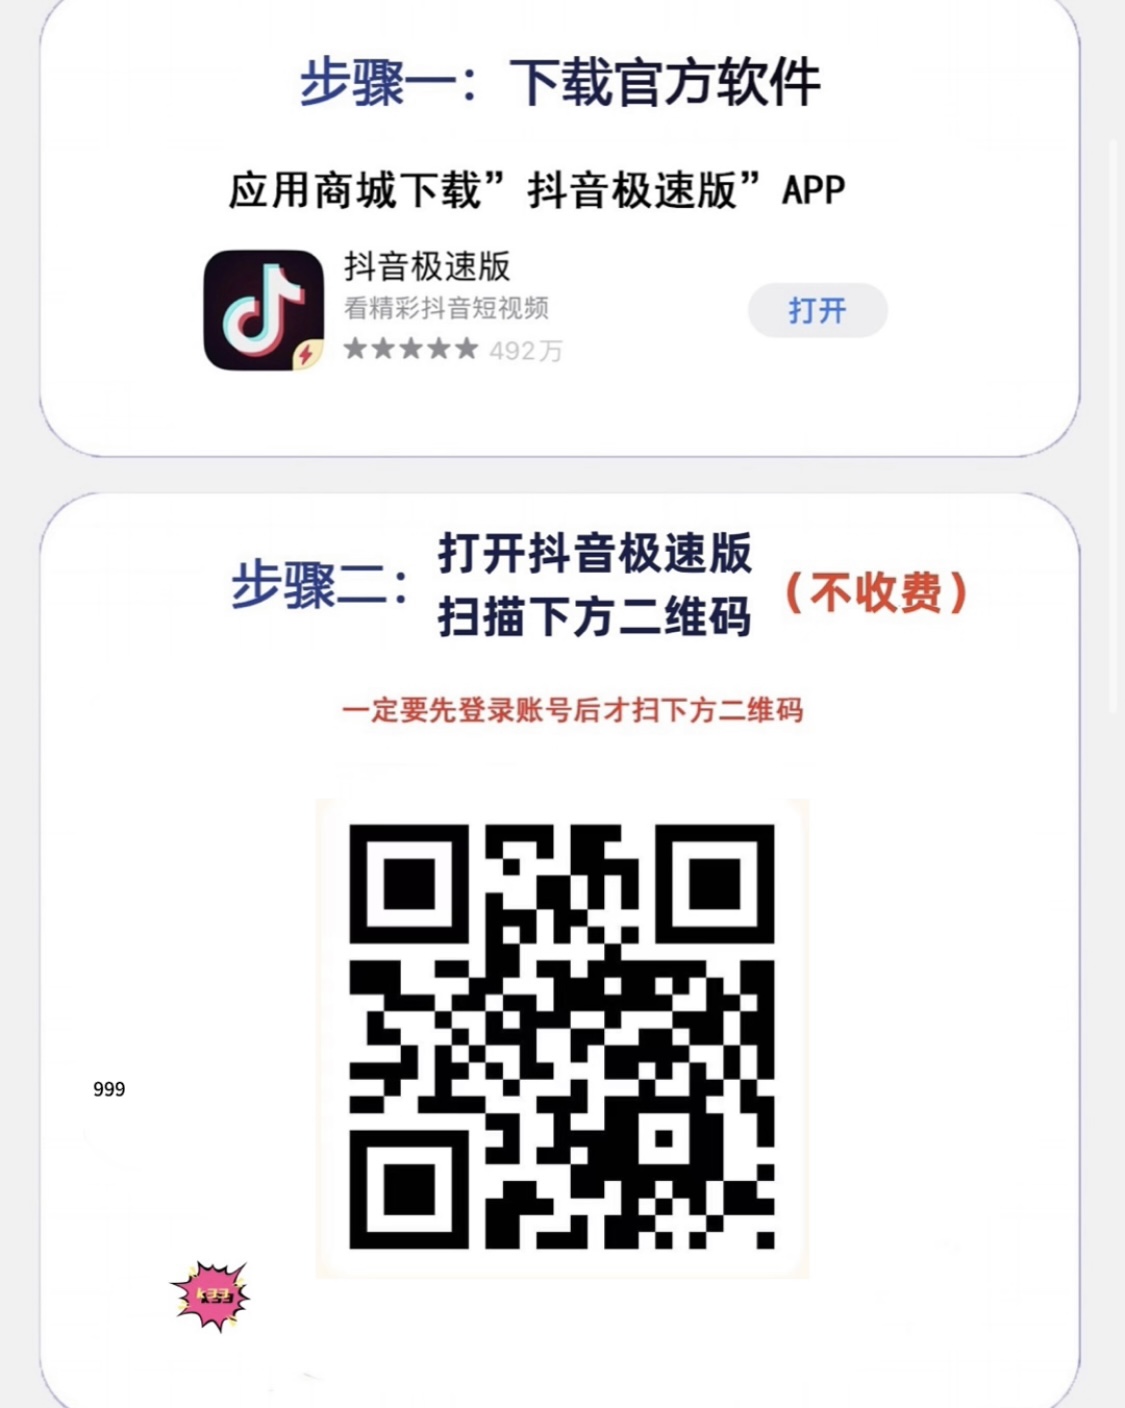 步骤一：下载官方软件
应用商城下载”抖音极速版”APP
抖音极速版
看精彩抖音短视频
★★★★★ 492万
打开
步骤二：
打开抖音极速版
扫描下方二维码
（不收费）
一定要先登录账号后才扫下方二维码
999
k33